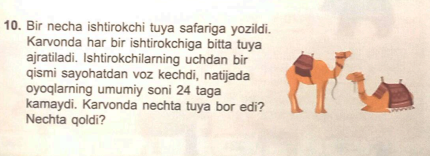 10. Bir necha ishtirokchi tuya safariga yozildi.
Karvonda har bir ishtirokchiga bitta tuya
ajratiladi. Ishtirokchilarning uchdan bir
qismi sayohatdan voz kechdi, natijada
oyoqlarning umumiy soni 24 taga
kamaydi. Karvonda nechta tuya bor edi?
Nechta qoldi?